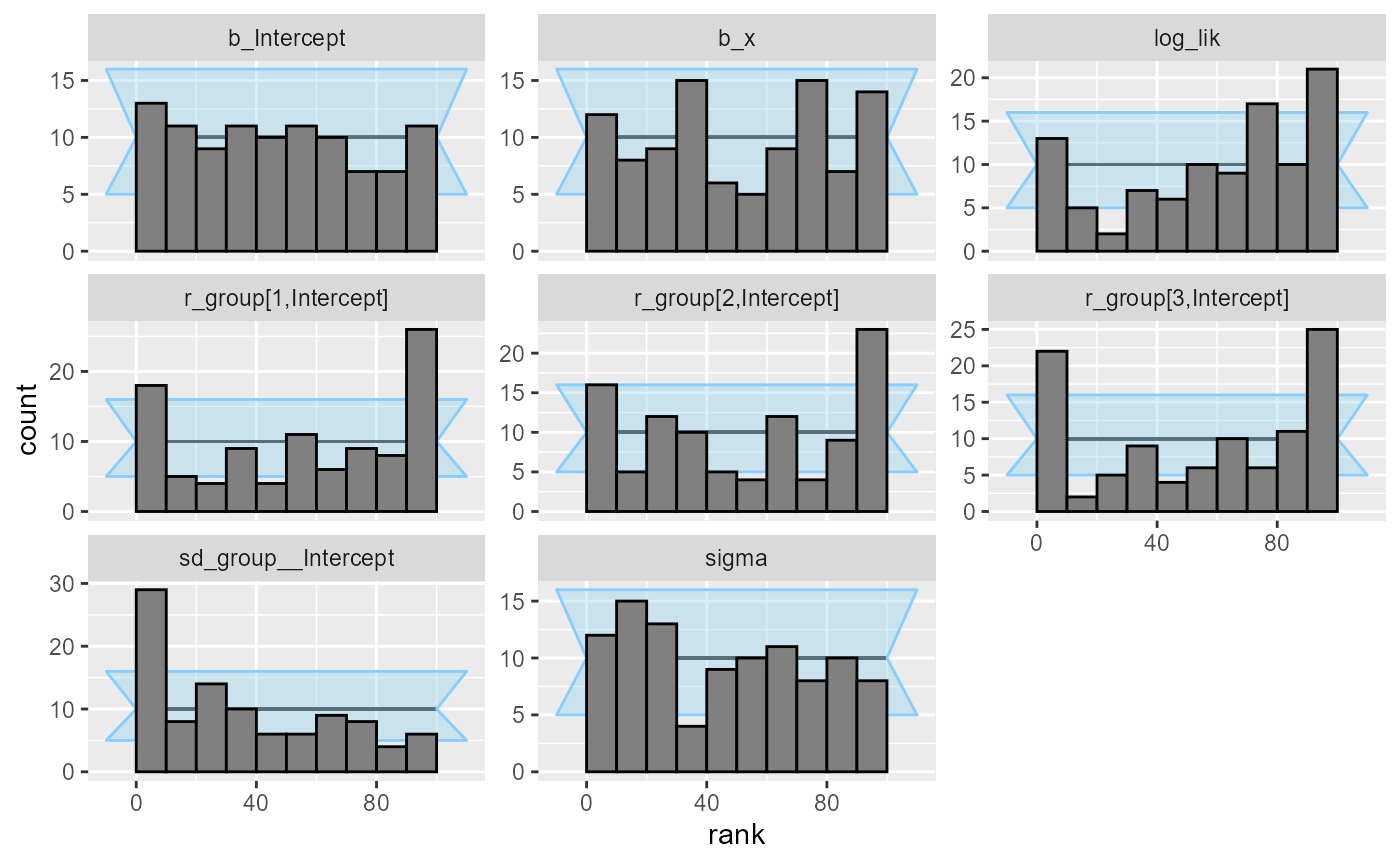 b_Intercept
b_x
log_lik
15
10
5
0
15
10
5
0
20
15
10
5
0
r_group[1,Intercept]
r_group[2,Intercept]
r_group[3,Intercept]
20
10
0
20
15
10
5
0
25
20
15
10
5
0
0 40 80
count
sd_group__Intercept
sigma
30
20
10
0
15
10
5
0
0 40 80
0 40 80
rank